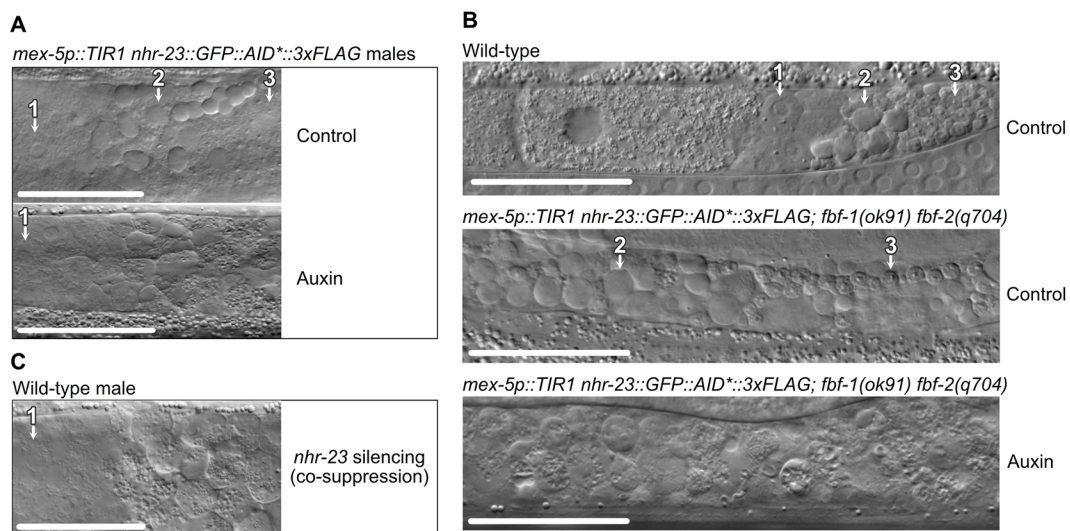 A
mex-5p::TIR1 nhr-23::GFP::AID*::3xFLAG males
1
2
3
Control
1
Auxin
B
Wild-type
1
2
3
Control
mex-5p::TIR1 nhr-23::GFP::AID*::3xFLAG; fbf-1(ok91) fbf-2(q704)
2
3
Control
mex-5p::TIR1 nhr-23::GFP::AID*::3xFLAG; fbf-1(ok91) fbf-2(q704)
Auxin
C
Wild-type male
1
nhr-23 silencing
(co-suppression)